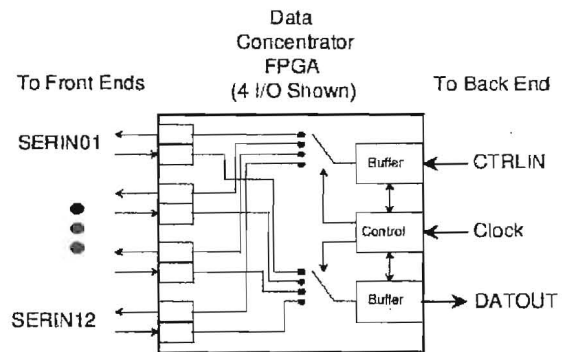 Data
Concentrator
FPGA
(4 I/O Shown)
To Front Ends
To Back End
SERIN01
Buffer
CTRLIN
Control
Clock
Buffer
DATOUT
SERIN12